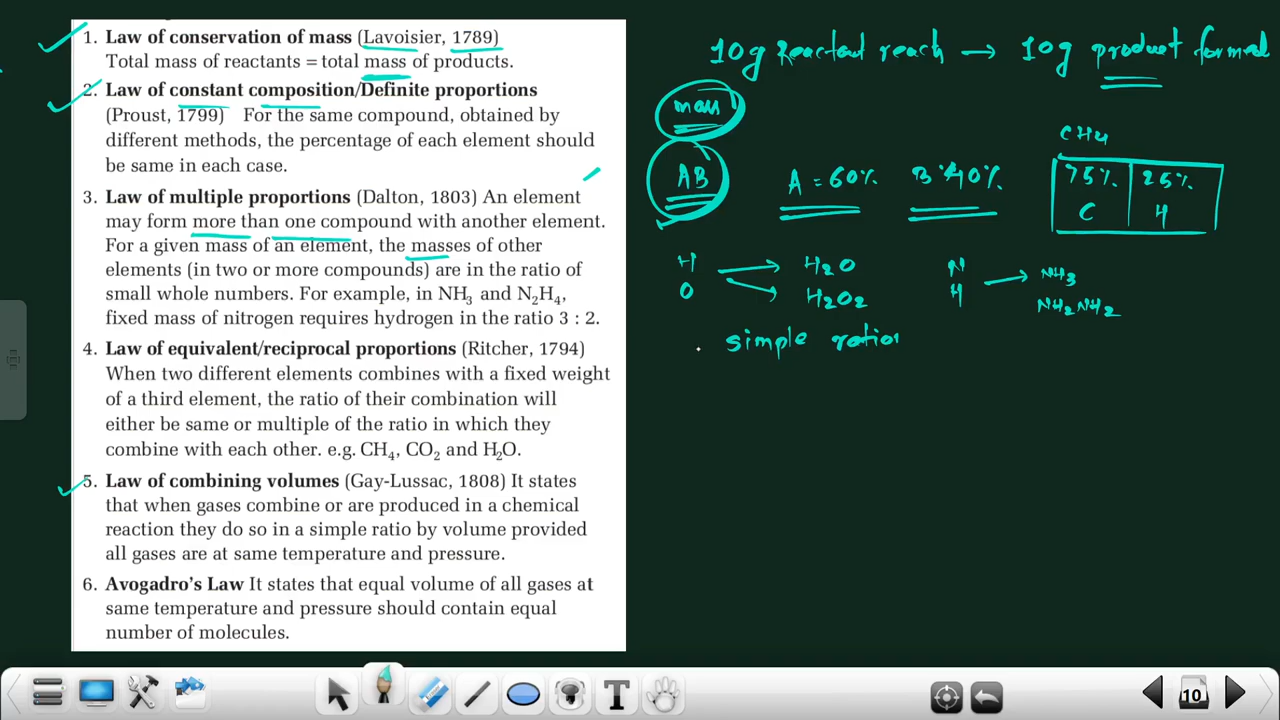 1. Law of conservation of mass (Lavoisier, 1789)
Total mass of reactants = total mass of products.
2. Law of constant composition/Definite proportions
(Proust, 1799) For the same compound, obtained by
different methods, the percentage of each element should
be same in each case.
3. Law of multiple proportions (Dalton, 1803) An element
may form more than one compound with another element.
For a given mass of an element, the masses of other
elements (in two or more compounds) are in the ratio of
small whole numbers. For example, in NH₃ and N₂H₄,
fixed mass of nitrogen requires hydrogen in the ratio 3 : 2.
4. Law of equivalent/reciprocal proportions (Ritcher, 1794)
When two different elements combines with a fixed weight
of a third element, the ratio of their combination will
either be same or multiple of the ratio in which they
combine with each other. e.g. CH₄, CO₂ and H₂O.
5. Law of combining volumes (Gay-Lussac, 1808) It states
that when gases combine or are produced in a chemical
reaction they do so in a simple ratio by volume provided
all gases are at same temperature and pressure.
6. Avogadro's Law It states that equal volume of all gases at
same temperature and pressure should contain equal
number of molecules.
10g Reactant reach → 10g product formed
mass
AB A = 60% B = 40%
CH4
75% 25%
C H
H → H₂O
O → H₂O₂
N → NH₃
H NH₂NH₂
simple ratio
10